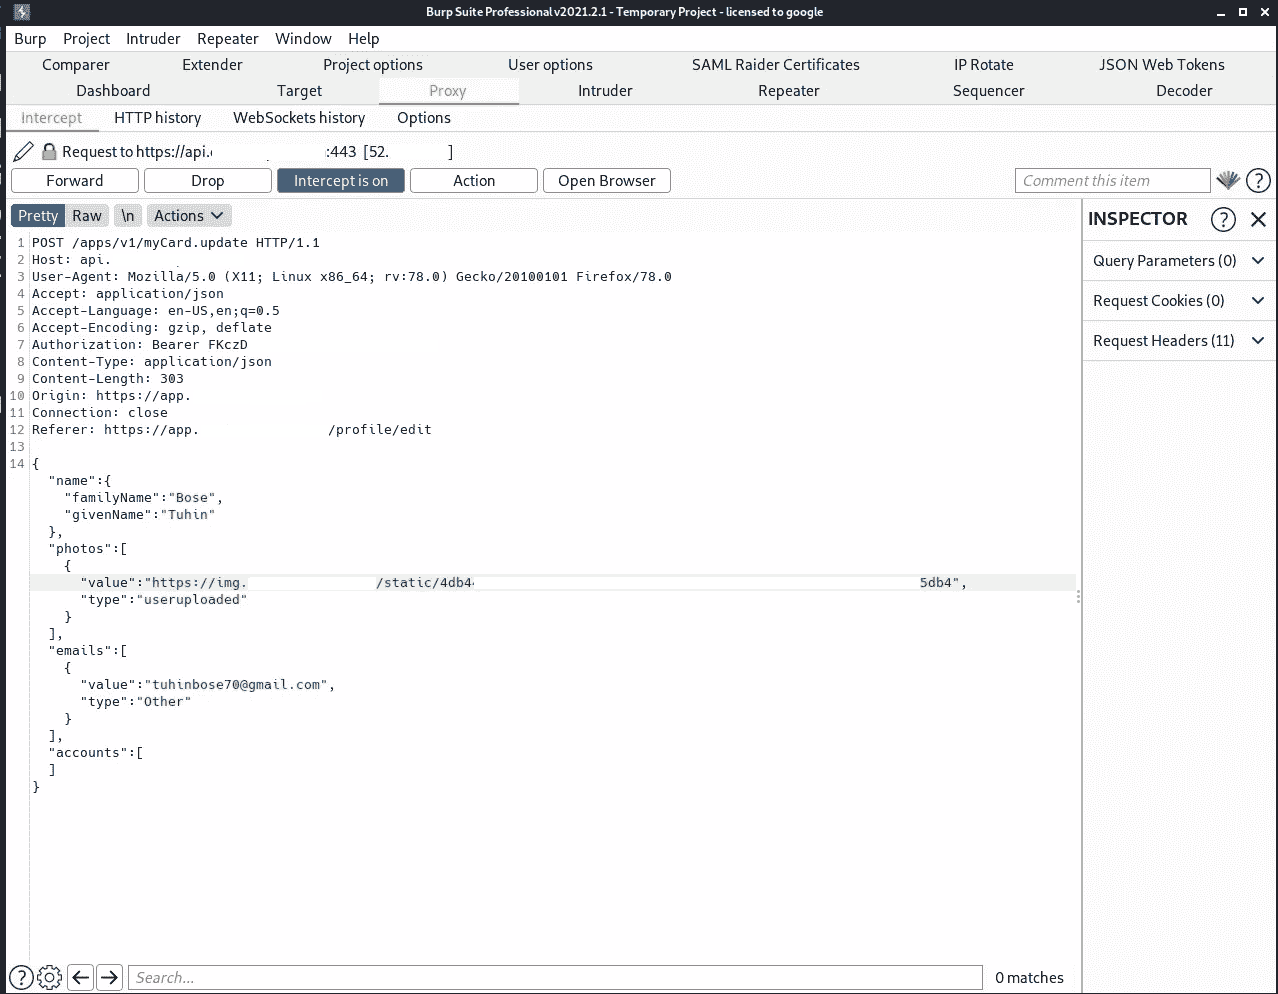 Burp Suite Professional v2021.2.1 - Temporary Project - licensed to google
Burp Project Intruder Repeater Window Help
Comparer Extender Project options User options SAML Raider Certificates IP Rotate JSON Web Tokens
Dashboard Target Proxy Intruder Repeater Sequencer Decoder
Intercept HTTP history WebSockets history Options
Request to https://api. :443 [52. ]
Forward Drop Intercept is on Action Open Browser Comment this item ?
Pretty Raw \n Actions
INSPECTOR ?
Query Parameters (0)
Request Cookies (0)
Request Headers (11)
1 POST /apps/v1/myCard.update HTTP/1.1
2 Host: api.
3 User-Agent: Mozilla/5.0 (X11; Linux x86_64; rv:78.0) Gecko/20100101 Firefox/78.0
4 Accept: application/json
5 Accept-Language: en-US,en;q=0.5
6 Accept-Encoding: gzip, deflate
7 Authorization: Bearer FKczD
8 Content-Type: application/json
9 Content-Length: 303
10 Origin: https://app.
11 Connection: close
12 Referer: https://app. /profile/edit
13
14 {
"name":{
"familyName":"Bose",
"givenName":"Tuhin"
},
"photos":[
{
"value":"https://img. /static/4db4 5db4",
"type":"useruploaded"
}
],
"emails":[
{
"value":"tuhinbose70@gmail.com",
"type":"Other"
}
],
"accounts":[
]
}
? Search... 0 matches